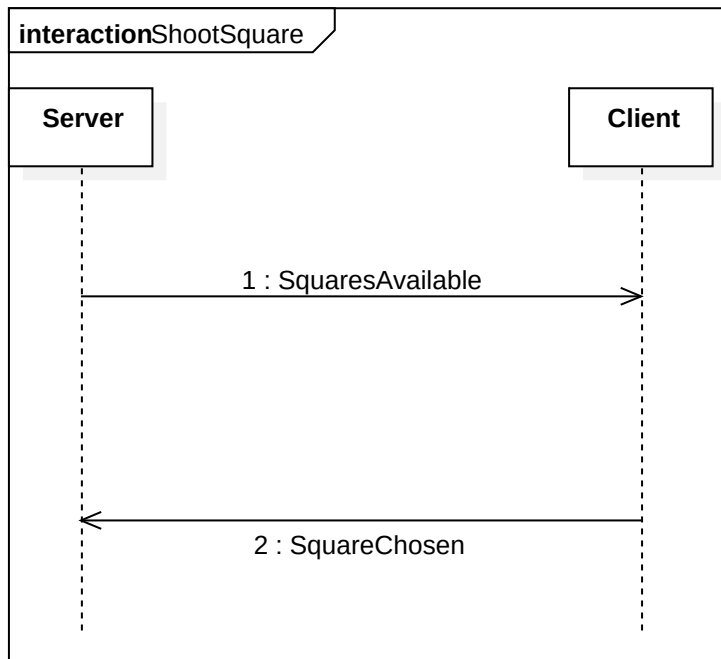 interactionShootSquare
Server
Client
1 : SquaresAvailable
2 : SquareChosen